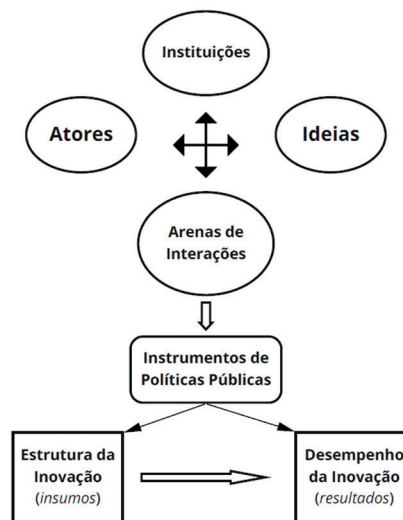 Instituições
Atores
Ideias
Arenas de
Interações
Instrumentos de
Políticas Públicas
Estrutura da
Inovação
(insumos)
Desempenho
da Inovação
(resultados)